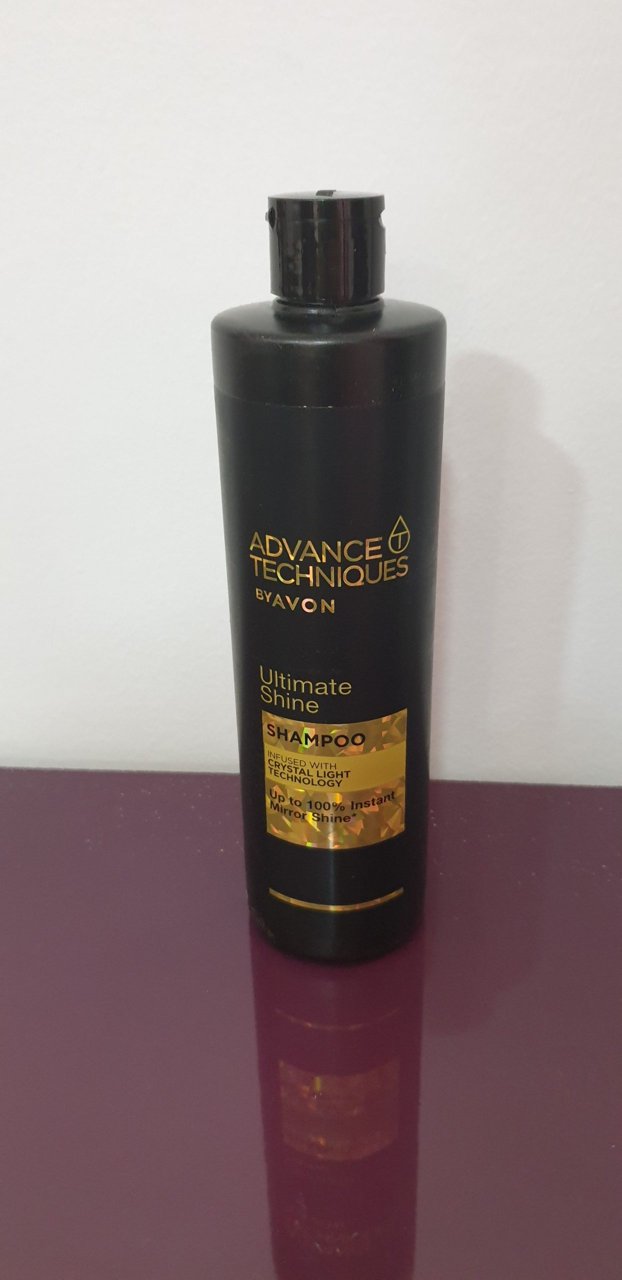 ADVANCE T
TECHNIQUES
BY AVON
Ultimate
Shine
SHAMPOO
INFUSED WITH
CRYSTAL LIGHT
TECHNOLOGY
Up to 100% Instant
Mirror Shine*